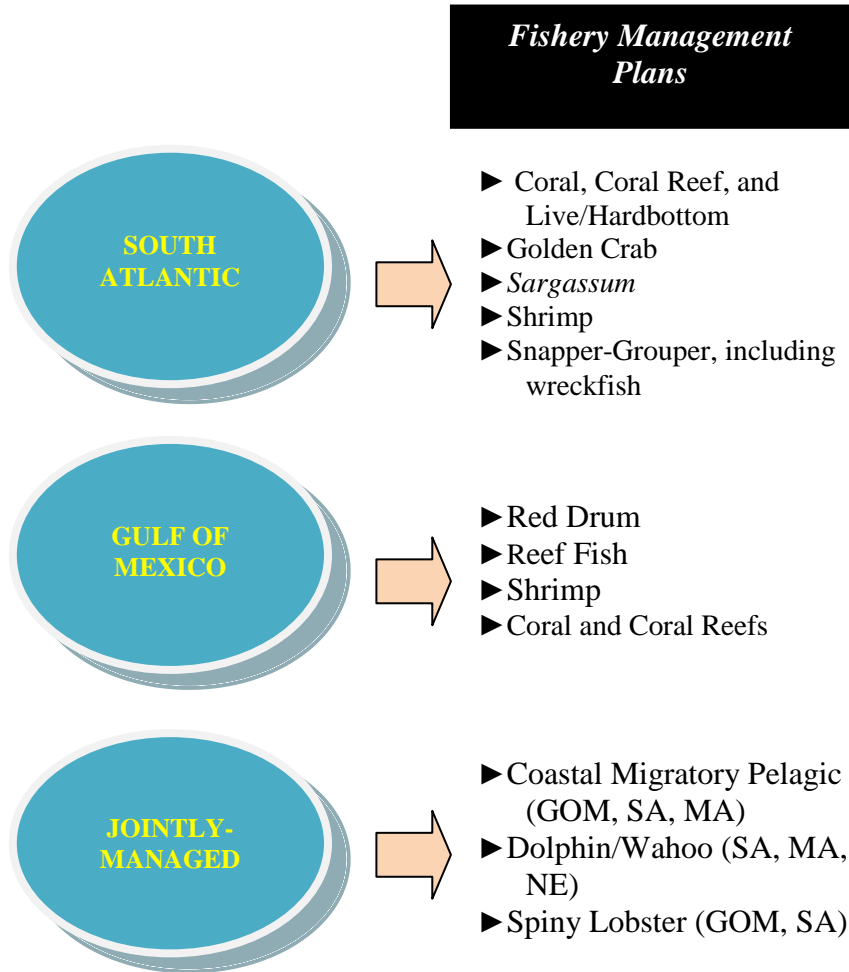 Fishery Management
Plans
SOUTH
ATLANTIC
► Coral, Coral Reef, and
Live/Hardbottom
►Golden Crab
►Sargassum
►Shrimp
►Snapper-Grouper, including
wreckfish
GULF OF
MEXICO
►Red Drum
►Reef Fish
►Shrimp
►Coral and Coral Reefs
JOINTLY-
MANAGED
►Coastal Migratory Pelagic
(GOM, SA, MA)
►Dolphin/Wahoo (SA, MA,
NE)
►Spiny Lobster (GOM, SA)